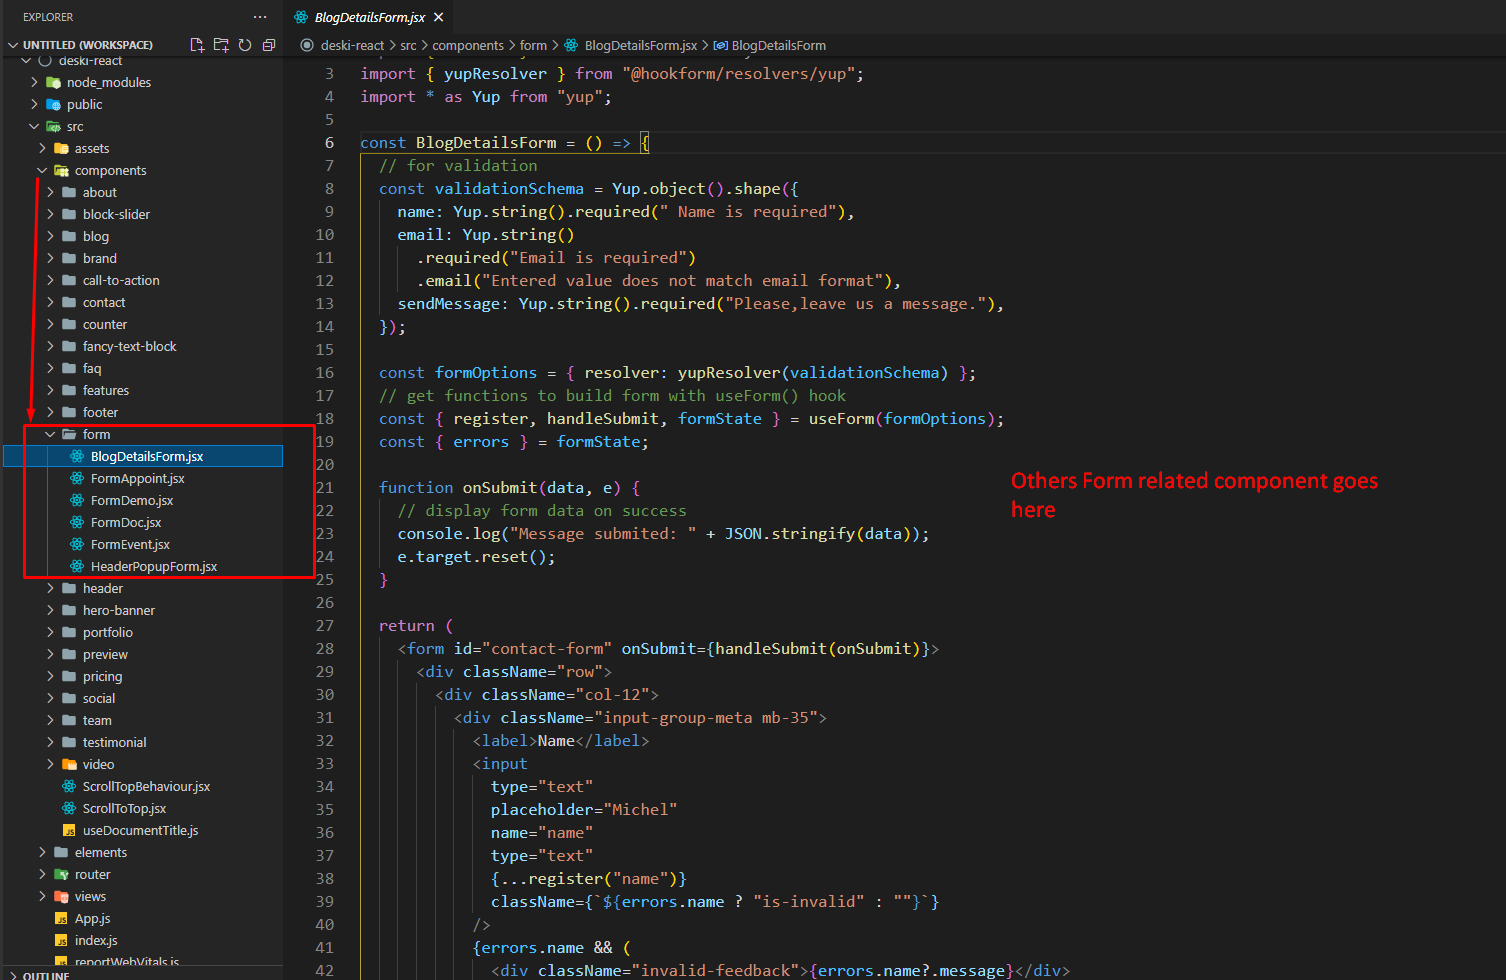 EXPLORER
UNTITLED (WORKSPACE)
deski-react
node_modules
public
src
assets
components
about
block-slider
blog
brand
call-to-action
contact
counter
fancy-text-block
faq
features
footer
form
BlogDetailsForm.jsx
FormAppoint.jsx
FormDemo.jsx
FormDoc.jsx
FormEvent.jsx
HeaderPopupForm.jsx
header
hero-banner
portfolio
preview
pricing
social
team
testimonial
video
ScrollTopBehaviour.jsx
ScrollToTop.jsx
useDocumentTitle.js
elements
router
views
App.js
index.js
reportWebVitals.js
OUTLINE
BlogDetailsForm.jsx
deski-react > src > components > form > BlogDetailsForm.jsx > BlogDetailsForm
3 import { yupResolver } from "@hookform/resolvers/yup";
4 import * as Yup from "yup";
5
6 const BlogDetailsForm = () => {
7 // for validation
8 const validationSchema = Yup.object().shape({
9 name: Yup.string().required(" Name is required"),
10 email: Yup.string()
11 .required("Email is required")
12 .email("Entered value does not match email format"),
13 sendMessage: Yup.string().required("Please,leave us a message."),
14 });
15
16 const formOptions = { resolver: yupResolver(validationSchema) };
17 // get functions to build form with useForm() hook
18 const { register, handleSubmit, formState } = useForm(formOptions);
19 const { errors } = formState;
20
21 function onSubmit(data, e) {
22 // display form data on success
23 console.log("Message submited: " + JSON.stringify(data));
24 e.target.reset();
25 }
26
27 return (
28 <form id="contact-form" onSubmit={handleSubmit(onSubmit)}>
29 <div className="row">
30 <div className="col-12">
31 <div className="input-group-meta mb-35">
32 <label>Name</label>
33 <input
34 type="text"
35 placeholder="Michel"
36 name="name"
37 type="text"
38 {...register("name")}
39 className={`${errors.name ? "is-invalid" : ""}`}
40 />
41 {errors.name && (
42 <div className="invalid-feedback">{errors.name?.message}</div>
Others Form related component goes
here